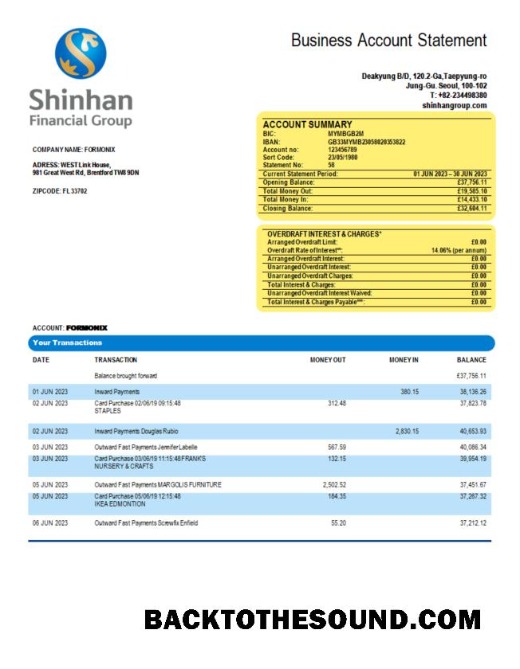 Business Account Statement
Shinhan
Financial Group
Deakyung B/D, 120.2-Ga,Taepyung-ro
Jung-Gu. Seoul, 100-102
T: +82-234498380
shinhangroup.com
COMPANY NAME: FORMONIX
ADRESS: WEST Link House,
981 Great West Rd, Brentford TW8 9DN
ZIPCODE: FL 33702
ACCOUNT SUMMARY
BIC: MYMBGB2M
IBAN: GB33MYMBZ3058020353822
Account no: 123456789
Sort Code: 23/05/1980
Statement No: 58
Current Statement Period: 01 JUN 2023 – 30 JUN 2023
Opening Balance: £37,756.11
Total Money Out: £19,585.10
Total Money In: £14,433.10
Closing Balance: £32,604.11
OVERDRAFT INTEREST & CHARGES*
Arranged Overdraft Limit: £0.00
Overdraft Rate of Interest**: 14.06% (per annum)
Arranged Overdraft Interest: £0.00
Unarranged Overdraft Interest: £0.00
Unarranged Overdraft Charges: £0.00
Total Interest & Charges: £0.00
Unarranged Overdraft Interest Waived: £0.00
Total Interest & Charges Payable***: £0.00
ACCOUNT: FORMONIX
Your Transactions
DATE TRANSACTION MONEY OUT MONEY IN BALANCE
Balance brought forward £37,756.11
01 JUN 2023 Inward Payments 380.15 38,136.26
02 JUN 2023 Card Purchase 02/06/19 09:15:48 312.48 37,823.78
STAPLES
02 JUN 2023 Inward Payments Douglas Rubio 2,830.15 40,653.93
03 JUN 2023 Outward Fast Payments Jennifer Labelle 567.59 40,086.34
03 JUN 2023 Card Purchase 03/06/19 11:15:48 FRANK'S 132.15 39,954.19
NURSERY & CRAFTS
05 JUN 2023 Outward Fast Payments MARGOLIS FURNITURE 2,502.52 37,451.67
05 JUN 2023 Card Purchase 05/06/19 12:15:48 184.35 37,267.32
IKEA EDMONTION
06 JUN 2023 Outward Fast Payments Screwfix Enfield 55.20 37,212.12
BACKTOTHESOUND.COM